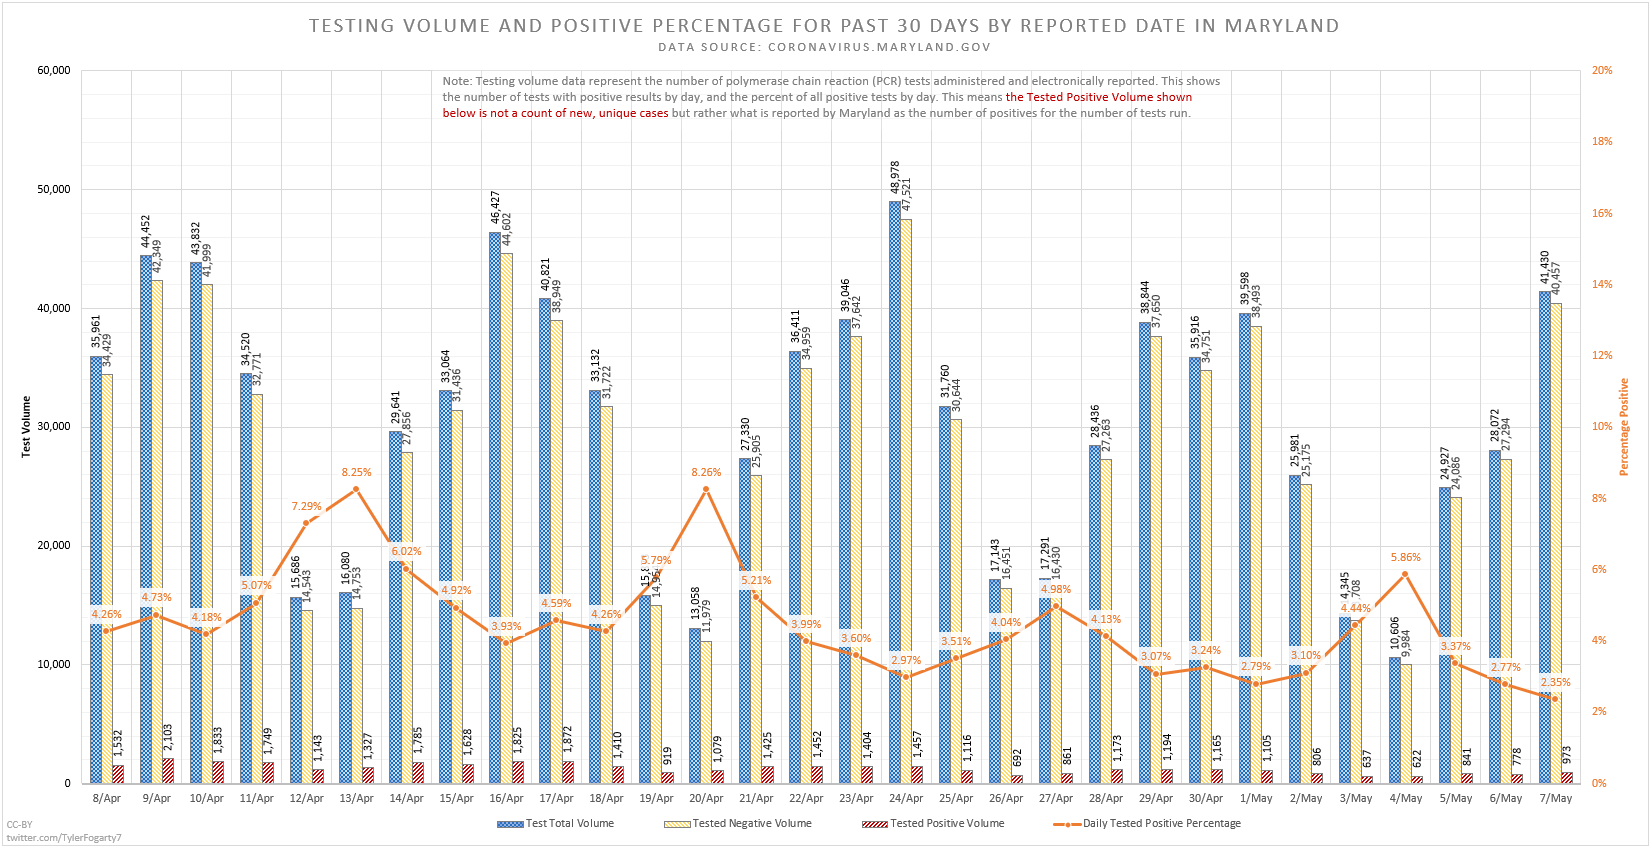 TESTING VOLUME AND POSITIVE PERCENTAGE FOR PAST 30 DAYS BY REPORTED DATE IN MARYLAND
DATA SOURCE: CORONAVIRUS.MARYLAND.GOV
Note: Testing volume data represent the number of polymerase chain reaction (PCR) tests administered and electronically reported. This shows
the number of tests with positive results by day, and the percent of all positive tests by day. This means the Tested Positive Volume shown
below is not a count of new, unique cases but rather what is reported by Maryland as the number of positives for the number of tests run.
Test Volume
60,000
50,000
40,000
30,000
20,000
10,000
0
Percentage Positive
20%
18%
16%
14%
12%
10%
8%
6%
4%
2%
0%
35,961 34,429 4.26% 1,532
44,452 42,349 4.73% 2,103
43,832 41,999 4.18% 1,833
34,520 32,771 5.07% 1,749
15,686 14,543 7.29% 1,143
16,080 14,753 8.25% 1,327
29,641 27,856 6.02% 1,785
33,064 31,436 4.92% 1,628
46,427 44,602 3.93% 1,825
40,821 38,949 4.59% 1,872
33,132 31,722 4.26% 1,410
5.79% 919
13,058 11,979 8.26% 1,079
27,330 25,905 5.21% 1,425
36,411 34,959 3.99% 1,452
39,046 37,642 3.60% 1,404
48,978 47,521 2.97% 1,457
31,760 30,644 3.51% 1,116
17,143 16,451 4.04% 692
17,291 16,430 4.98% 861
28,436 27,263 4.13% 1,173
38,844 37,650 3.07% 1,194
35,916 34,751 3.24% 1,165
39,598 38,493 2.79% 1,105
25,981 25,175 3.10% 806
4.44% 637
10,606 9,984 5.86% 622
24,927 24,086 3.37% 841
28,072 27,294 2.77% 778
41,430 40,457 2.35% 973
8/Apr 9/Apr 10/Apr 11/Apr 12/Apr 13/Apr 14/Apr 15/Apr 16/Apr 17/Apr 18/Apr 19/Apr 20/Apr 21/Apr 22/Apr 23/Apr 24/Apr 25/Apr 26/Apr 27/Apr 28/Apr 29/Apr 30/Apr 1/May 2/May 3/May 4/May 5/May 6/May 7/May
Test Total Volume Tested Negative Volume Tested Positive Volume Daily Tested Positive Percentage
CC-BY
twitter.com/TylerFogarty7